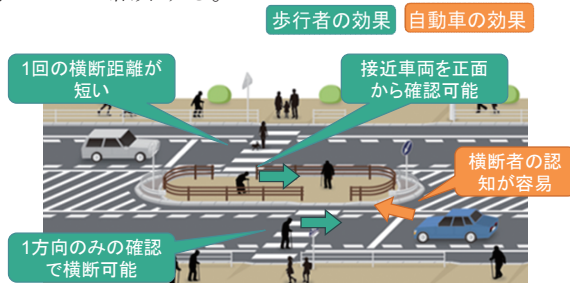 歩行者の効果
自動車の効果
1回の横断距離が
短い
接近車両を正面
から確認可能
横断者の認
知が容易
1方向のみの確認
で横断可能